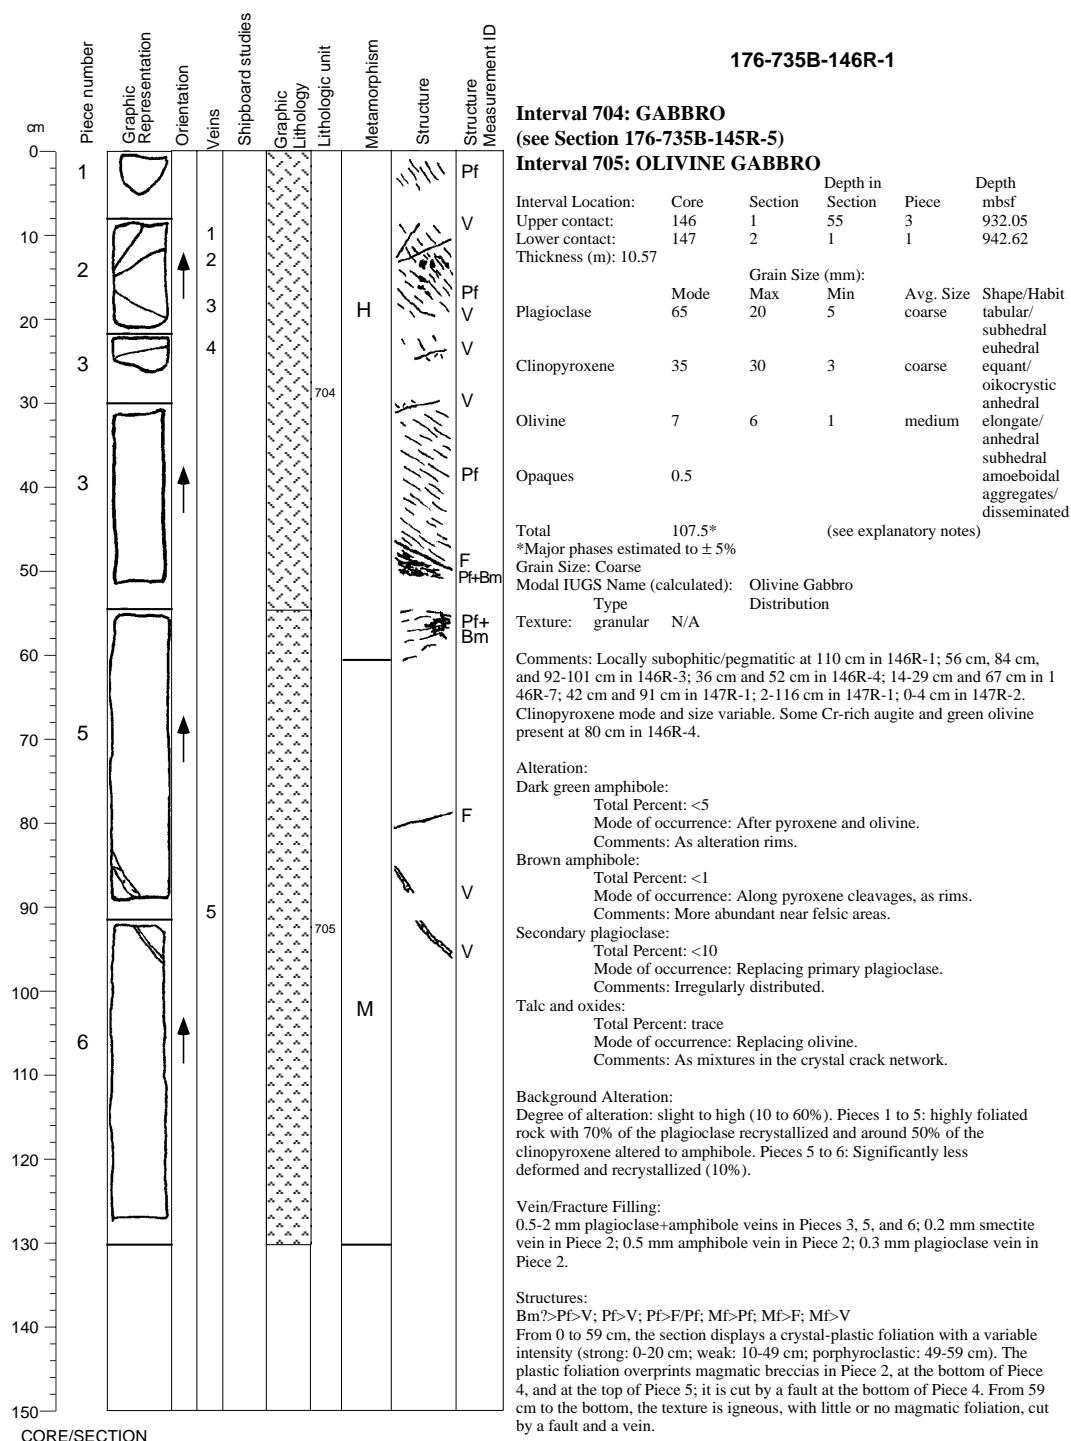 Piece number
Graphic
Representation
Orientation
Veins
Shipboard studies
Graphic
Lithology
Lithologic unit
Metamorphism
Structure
Structure
Measurement ID
cm
0
10
20
30
40
50
60
70
80
90
100
110
120
130
140
150
1
2
3
3
5
6
1
2
3
4
5
704
705
H
M
Pf
V
Pf
V
V
V
Pf
F
Pf+Bm
Pf+
Bm
F
V
V
CORE/SECTION
176-735B-146R-1
Interval 704: GABBRO
(see Section 176-735B-145R-5)
Interval 705: OLIVINE GABBRO
Depth in Depth
Interval Location: Core Section Section Piece mbsf
Upper contact: 146 1 55 3 932.05
Lower contact: 147 2 1 1 942.62
Thickness (m): 10.57
Grain Size (mm):
Mode Max Min Avg. Size Shape/Habit
Plagioclase 65 20 5 coarse tabular/
subhedral
euhedral
Clinopyroxene 35 30 3 coarse equant/
oikocrystic
anhedral
Olivine 7 6 1 medium elongate/
anhedral
subhedral
Opaques 0.5 amoeboidal
aggregates/
disseminated
Total 107.5* (see explanatory notes)
*Major phases estimated to ± 5%
Grain Size: Coarse
Modal IUGS Name (calculated): Olivine Gabbro
Type Distribution
Texture: granular N/A
Comments: Locally subophitic/pegmatitic at 110 cm in 146R-1; 56 cm, 84 cm,
and 92-101 cm in 146R-3; 36 cm and 52 cm in 146R-4; 14-29 cm and 67 cm in 1
46R-7; 42 cm and 91 cm in 147R-1; 2-116 cm in 147R-1; 0-4 cm in 147R-2.
Clinopyroxene mode and size variable. Some Cr-rich augite and green olivine
present at 80 cm in 146R-4.
Alteration:
Dark green amphibole:
Total Percent: <5
Mode of occurrence: After pyroxene and olivine.
Comments: As alteration rims.
Brown amphibole:
Total Percent: <1
Mode of occurrence: Along pyroxene cleavages, as rims.
Comments: More abundant near felsic areas.
Secondary plagioclase:
Total Percent: <10
Mode of occurrence: Replacing primary plagioclase.
Comments: Irregularly distributed.
Talc and oxides:
Total Percent: trace
Mode of occurrence: Replacing olivine.
Comments: As mixtures in the crystal crack network.
Background Alteration:
Degree of alteration: slight to high (10 to 60%). Pieces 1 to 5: highly foliated
rock with 70% of the plagioclase recrystallized and around 50% of the
clinopyroxene altered to amphibole. Pieces 5 to 6: Significantly less
deformed and recrystallized (10%).
Vein/Fracture Filling:
0.5-2 mm plagioclase+amphibole veins in Pieces 3, 5, and 6; 0.2 mm smectite
vein in Piece 2; 0.5 mm amphibole vein in Piece 2; 0.3 mm plagioclase vein in
Piece 2.
Structures:
Bm?>Pf>V; Pf>V; Pf>F/Pf; Mf>Pf; Mf>F; Mf>V
From 0 to 59 cm, the section displays a crystal-plastic foliation with a variable
intensity (strong: 0-20 cm; weak: 10-49 cm; porphyroclastic: 49-59 cm). The
plastic foliation overprints magmatic breccias in Piece 2, at the bottom of Piece
4, and at the top of Piece 5; it is cut by a fault at the bottom of Piece 4. From 59
cm to the bottom, the texture is igneous, with little or no magmatic foliation, cut
by a fault and a vein.